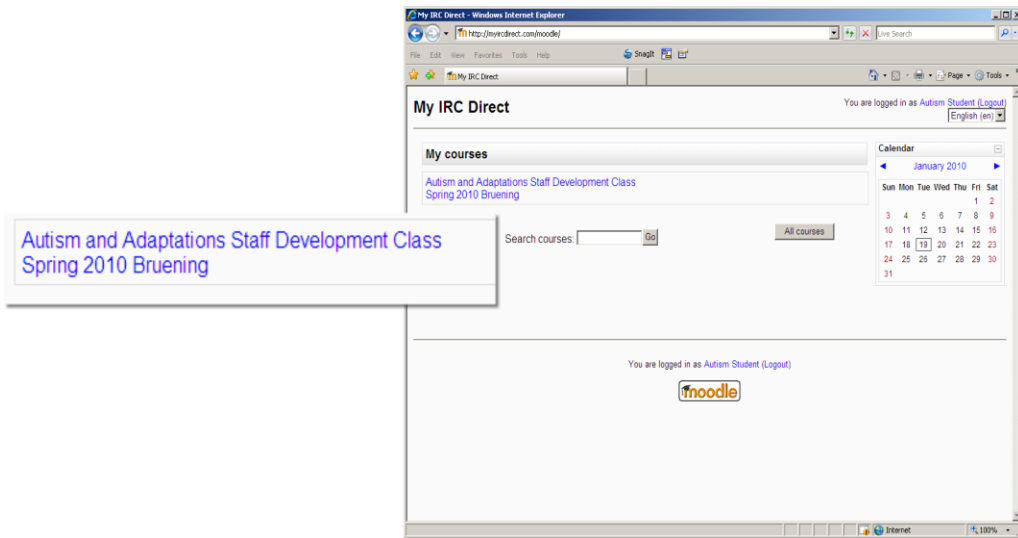 My IRC Direct - Windows Internet Explorer
http://myircdirect.com/moodle/
Live Search
File Edit View Favorites Tools Help
SnagIt
My IRC Direct
Page
Tools
My IRC Direct
You are logged in as Autism Student (Logout)
English (en)
My courses
Autism and Adaptations Staff Development Class
Spring 2010 Bruening
Search courses:
Go
All courses
Calendar
January 2010
Sun Mon Tue Wed Thu Fri Sat
1 2
3 4 5 6 7 8 9
10 11 12 13 14 15 16
17 18 19 20 21 22 23
24 25 26 27 28 29 30
31
Autism and Adaptations Staff Development Class
Spring 2010 Bruening
You are logged in as Autism Student (Logout)
moodle
Internet
100%